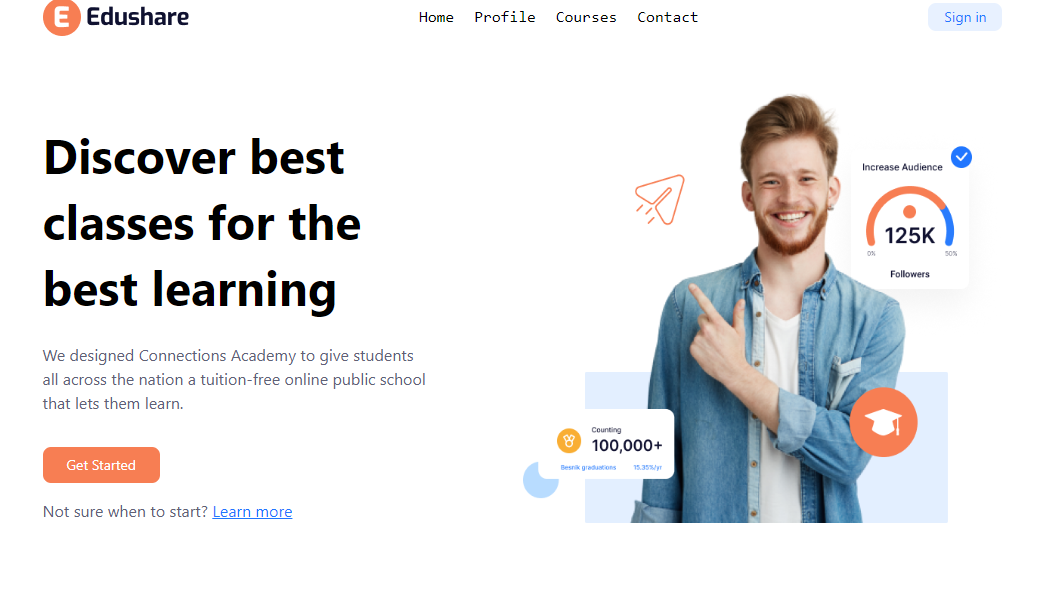 E Edushare
Home Profile Courses Contact
Sign in
Discover best
classes for the
best learning
We designed Connections Academy to give students
all across the nation a tuition-free online public school
that lets them learn.
Get Started
Not sure when to start? Learn more
Increase Audience
125K
0% 50%
Followers
Counting
100,000+
Besnik graduations 15,35%/yr